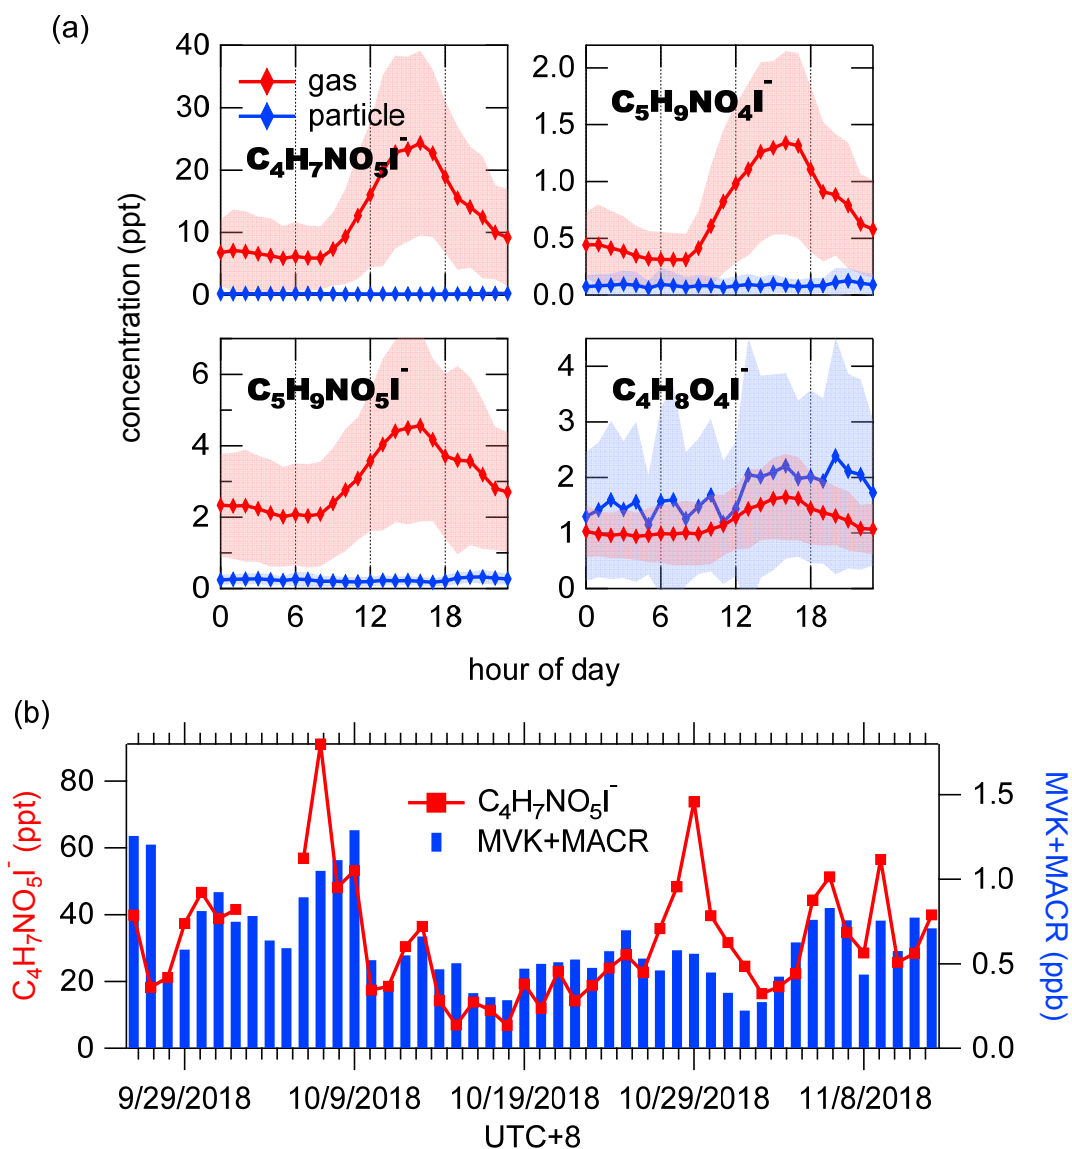 (a)
40
30
20
10
0
gas
particle
C₄H₇NO₅I⁻
2.0
1.5
1.0
0.5
0.0
C₅H₉NO₄I⁻
concentration (ppt)
6
4
2
0
C₅H₉NO₅I⁻
0 6 12 18
4
3
2
1
0
C₄H₈O₄I⁻
0 6 12 18
hour of day
(b)
C₄H₇NO₅I⁻ (ppt)
80
60
40
20
0
C₄H₇NO₅I⁻
MVK+MACR
1.5
1.0
0.5
0.0
MVK+MACR (ppb)
9/29/2018 10/9/2018 10/19/2018 10/29/2018 11/8/2018
UTC+8